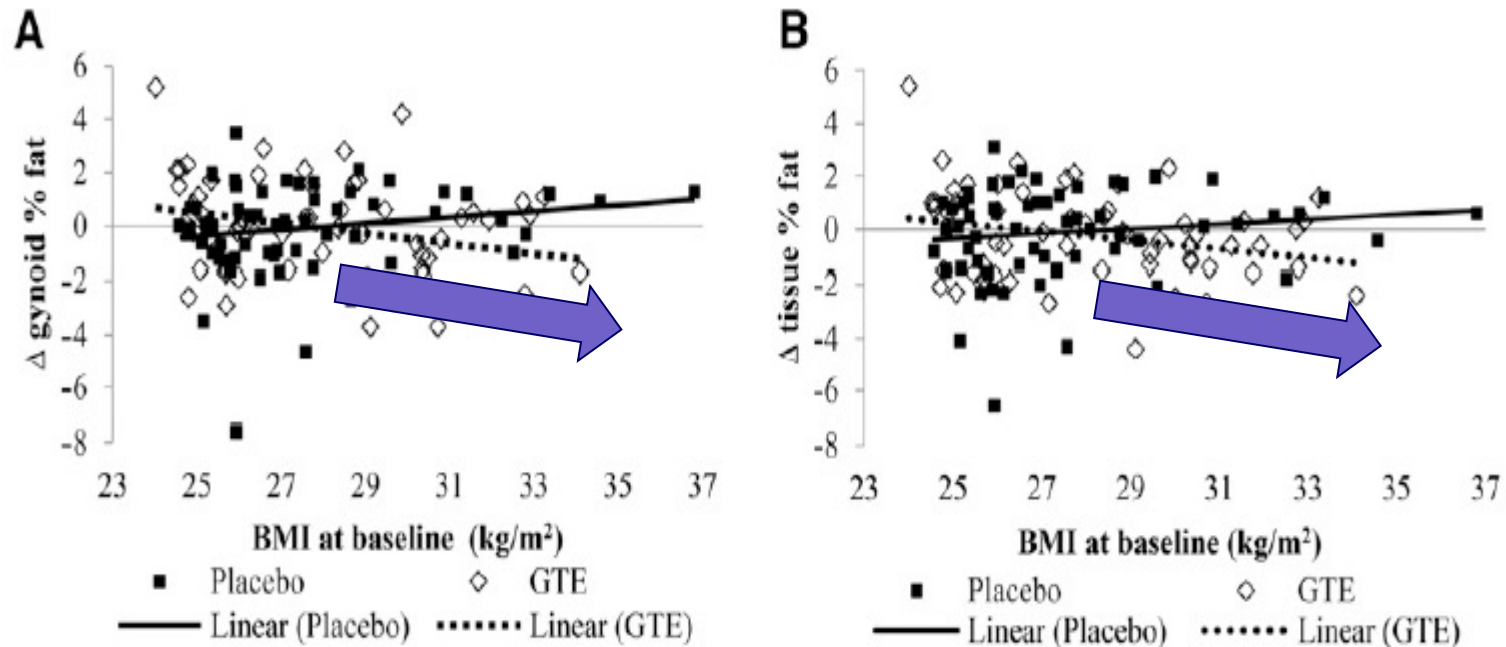 A
Δ gynoid % fat
6
4
2
0
-2
-4
-6
-8
23 25 27 29 31 33 35 37
BMI at baseline (kg/m²)
Placebo GTE
Linear (Placebo) Linear (GTE)
B
Δ tissue % fat
6
4
2
0
-2
-4
-6
-8
23 25 27 29 31 33 35 37
BMI at baseline (kg/m²)
Placebo GTE
Linear (Placebo) Linear (GTE)